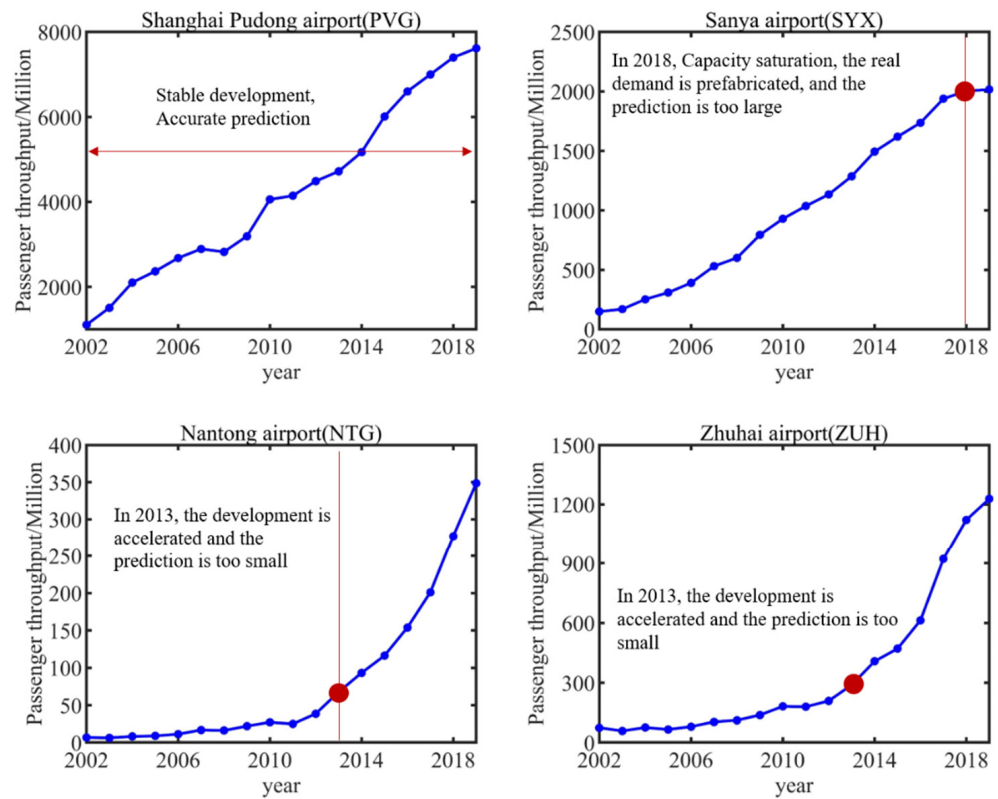 Shanghai Pudong airport(PVG)
Passenger throughput/Million
8000
6000
4000
2000
Stable development,
Accurate prediction
2002
2006
2010
2014
2018
year
Sanya airport(SYX)
Passenger throughput/Million
2500
2000
1500
1000
500
0
In 2018, Capacity saturation, the real
demand is prefabricated, and the
prediction is too large
2002
2006
2010
2014
2018
year
Nantong airport(NTG)
Passenger throughput/Million
400
350
300
250
200
150
100
50
0
In 2013, the development is
accelerated and the
prediction is too small
2002
2006
2010
2014
2018
year
Zhuhai airport(ZUH)
Passenger throughput/Million
1500
1200
900
600
300
0
In 2013, the development is
accelerated and the prediction is too
small
2002
2006
2010
2014
2018
year